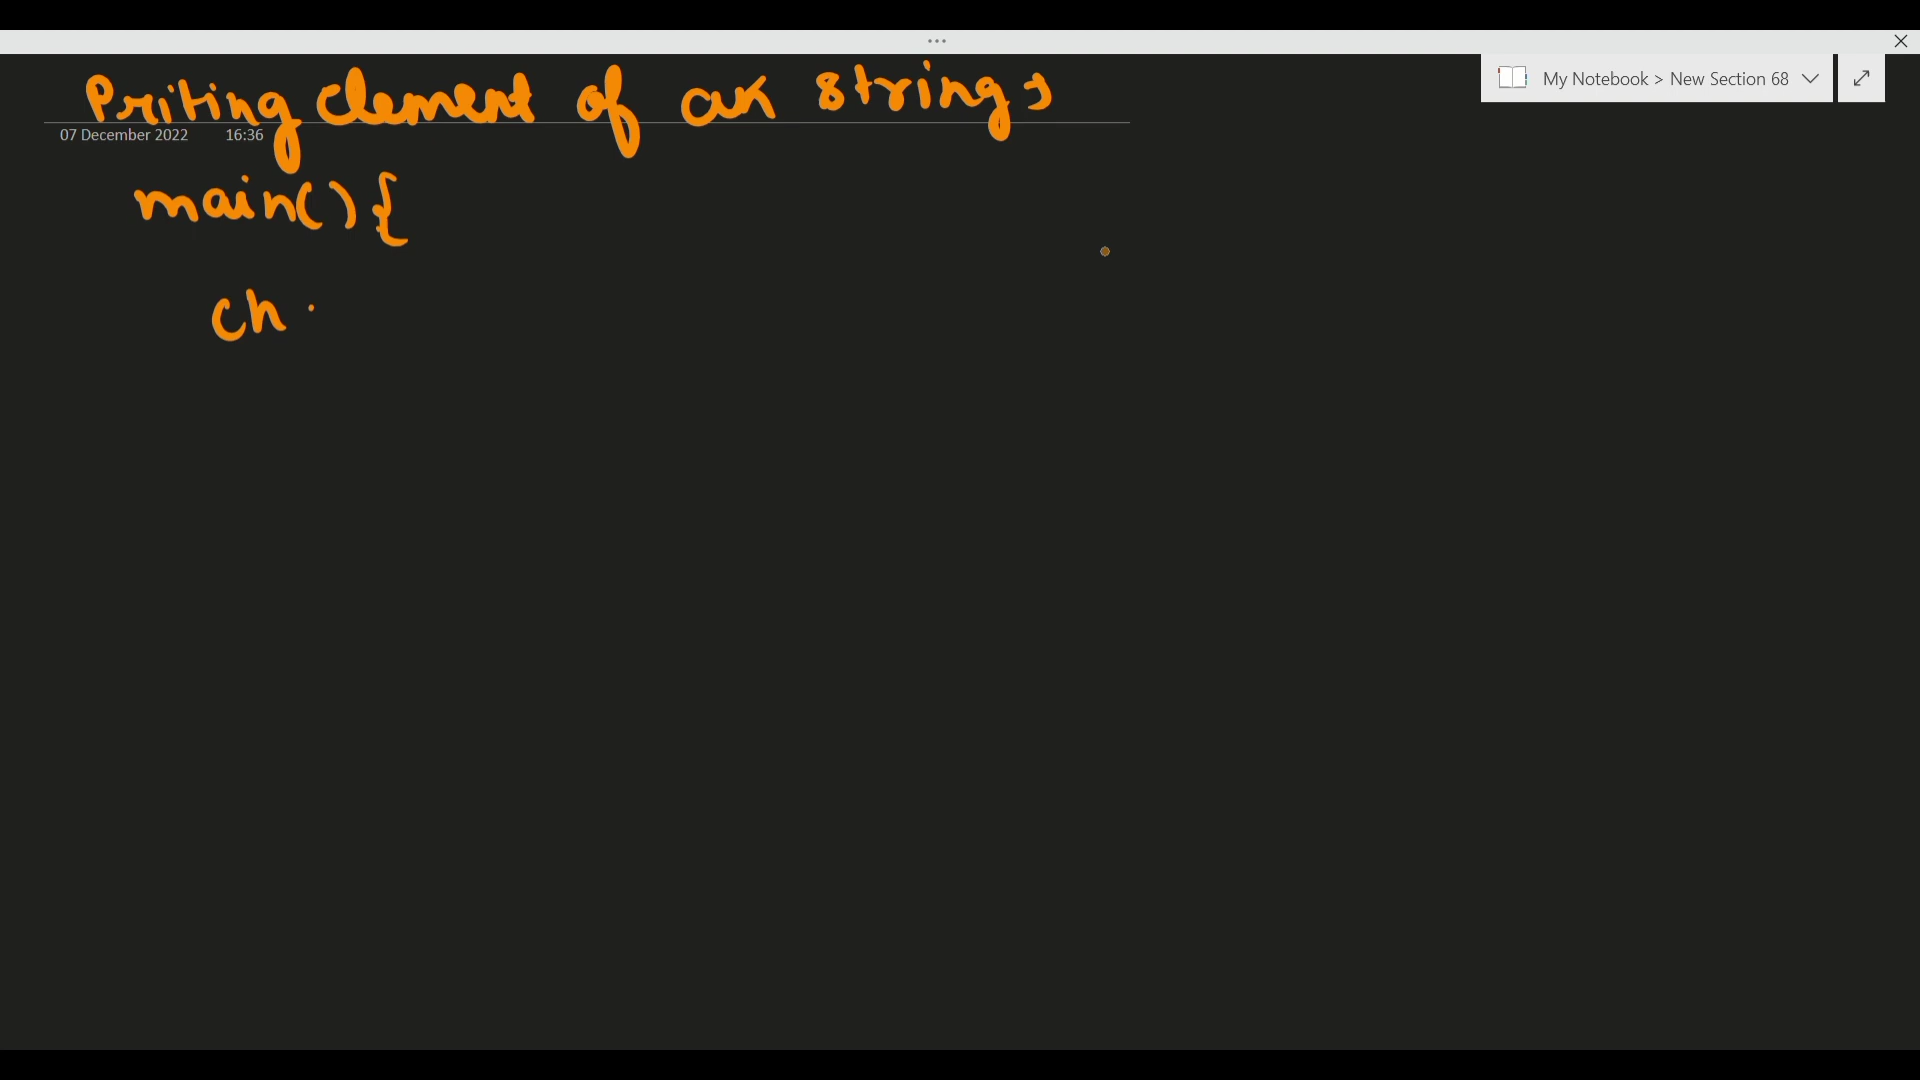 My Notebook > New Section 68
Priting element of an strings
07 December 2022 16:36
main() {
ch